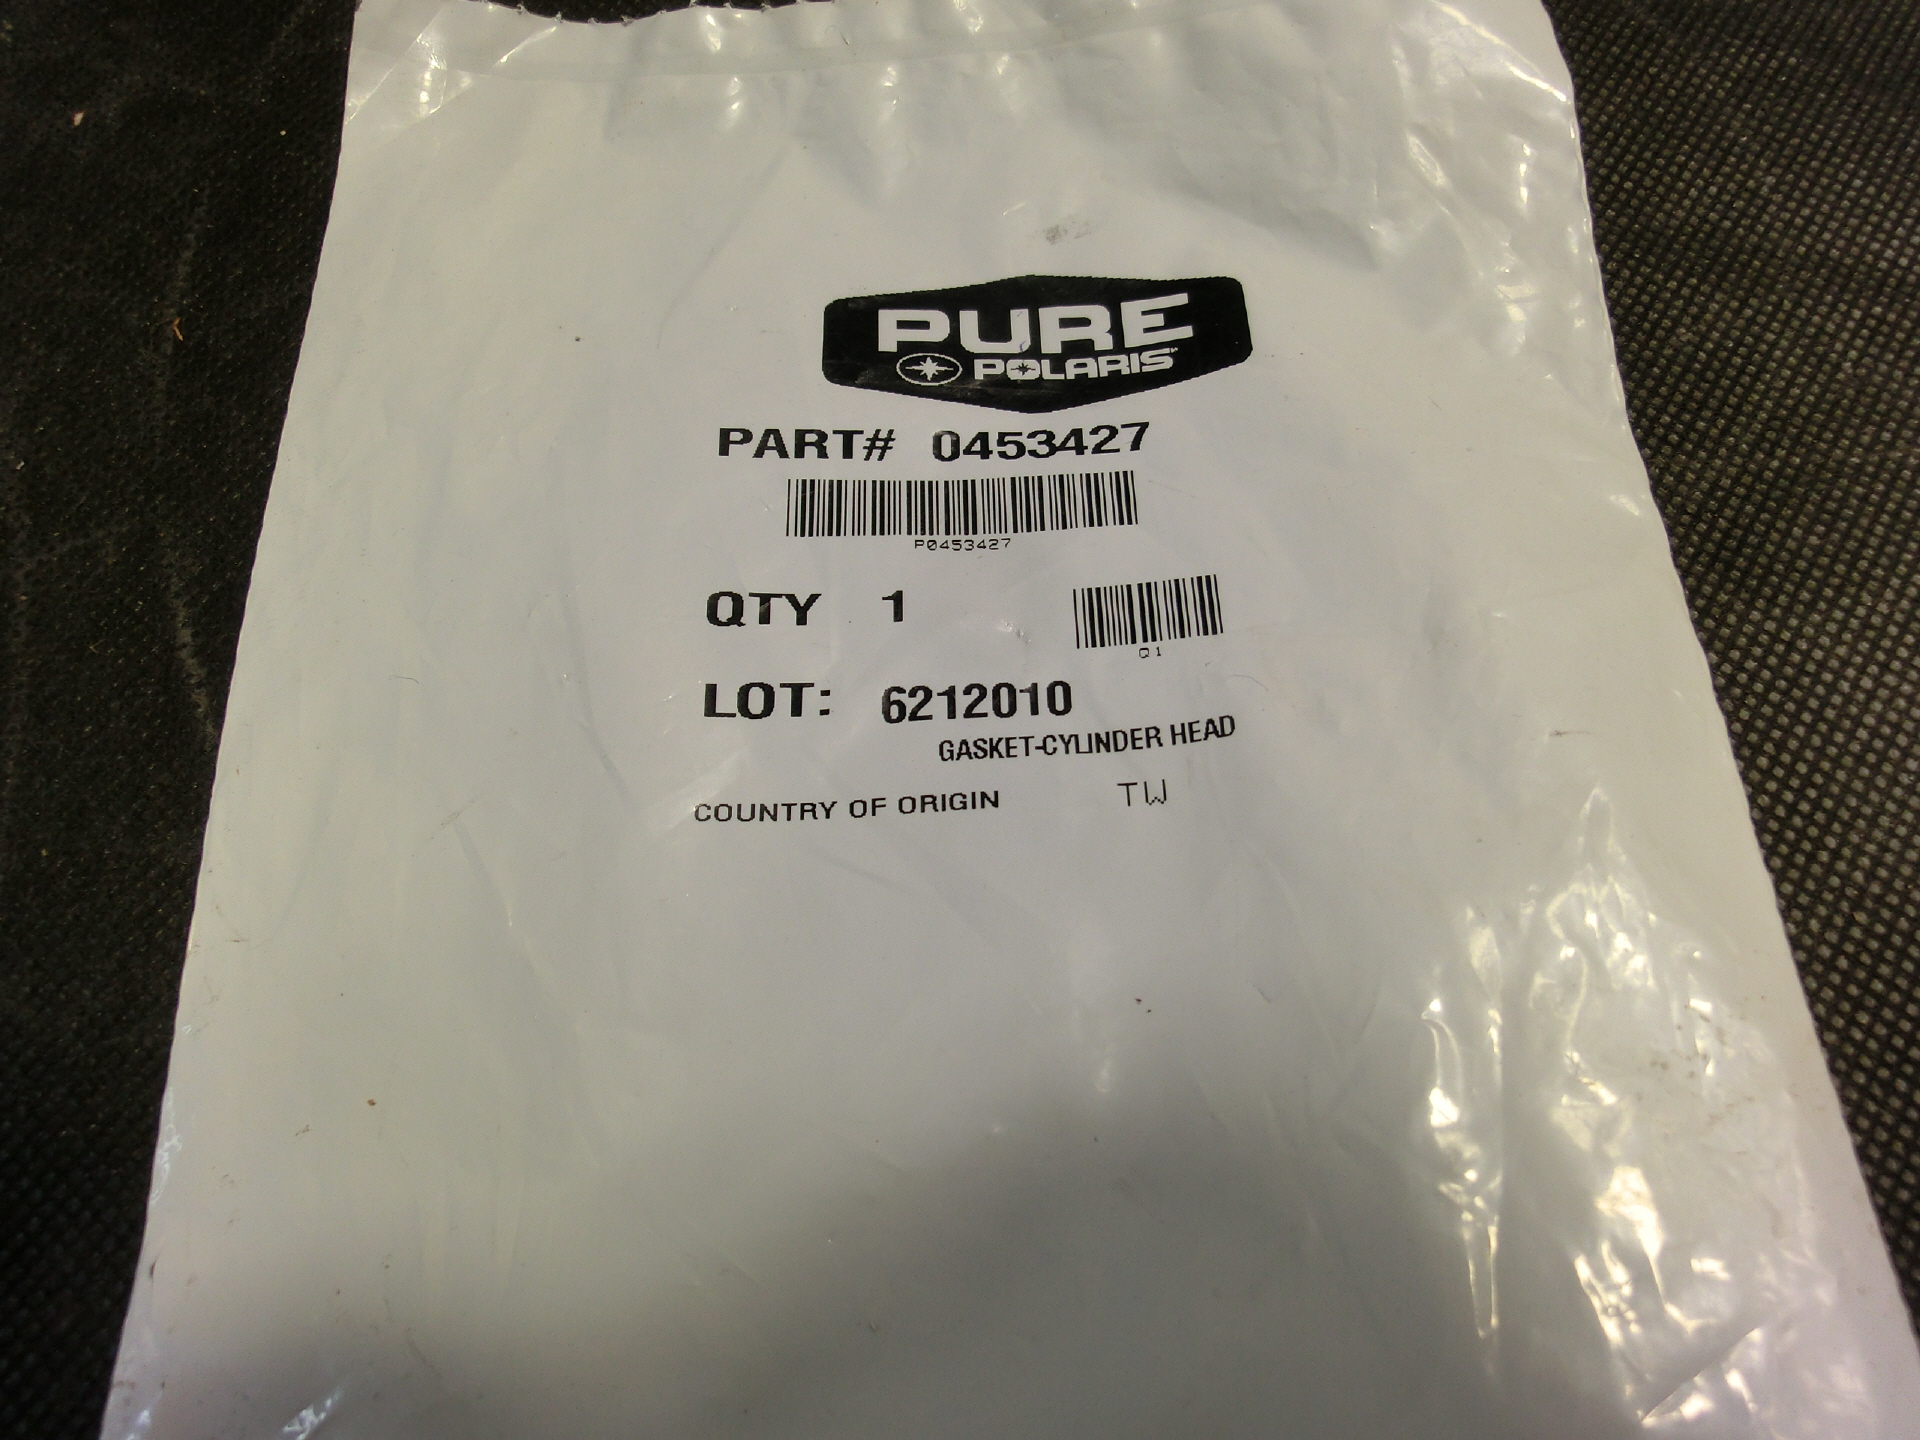 PURE
POLARIS
PART# 0453427
P0453427
QTY 1
Q1
LOT: 6212010
GASKET-CYLINDER HEAD
COUNTRY OF ORIGIN TW